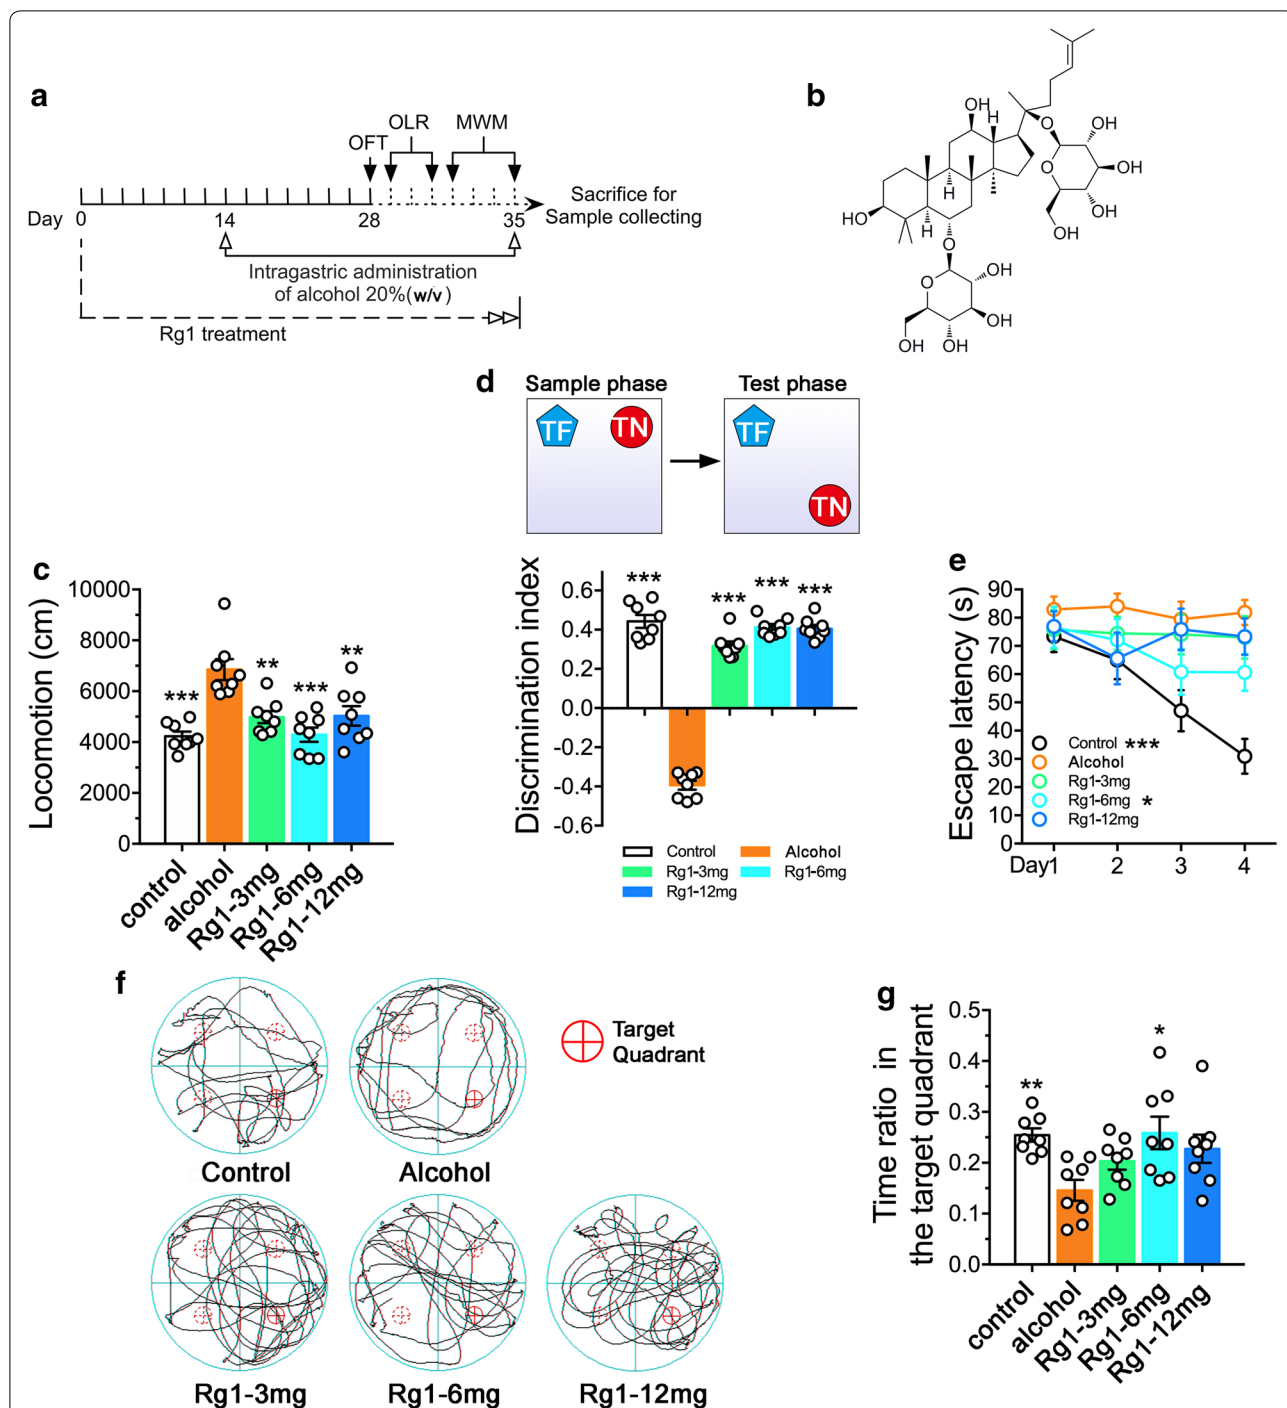 a
OFT
OLR
MWM
Day 0 14 28 35
Sacrifice for
Sample collecting
Intragastric administration
of alcohol 20%(w/v)
Rg1 treatment
b
OH
H
O
OH
O
OH
H
H
OH
HO
H
O
OH
OH
O
OH
OH
OH
OH
c
Locomotion (cm)
10000
8000
6000
4000
2000
0
***
**
***
**
control
alcohol
Rg1-3mg
Rg1-6mg
Rg1-12mg
d
Sample phase
Test phase
TF
TN
TF
TN
Discrimination index
0.6
0.4
0.2
0.0
-0.2
-0.4
-0.6
***
***
***
***
Control
Alcohol
Rg1-3mg
Rg1-6mg
Rg1-12mg
e
Escape latency (s)
90
80
70
60
50
40
30
20
10
0
Control ***
Alcohol
Rg1-3mg
Rg1-6mg *
Rg1-12mg
Day1 2 3 4
f
Target
Quadrant
Control
Alcohol
Rg1-3mg
Rg1-6mg
Rg1-12mg
g
Time ratio in
the target quadrant
0.5
0.4
0.3
0.2
0.1
0.0
**
*
control
alcohol
Rg1-3mg
Rg1-6mg
Rg1-12mg